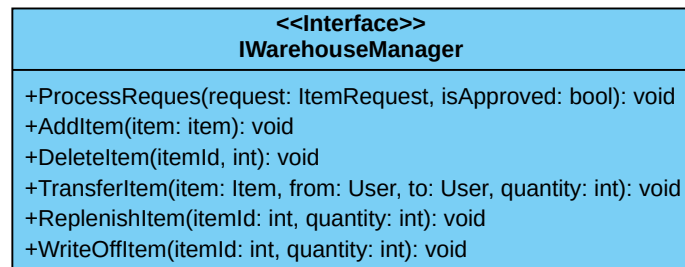 <<Interface>>
IWarehouseManager
+ProcessReques(request: ItemRequest, isApproved: bool): void
+AddItem(item: item): void
+DeleteItem(itemId, int): void
+TransferItem(item: Item, from: User, to: User, quantity: int): void
+ReplenishItem(itemId: int, quantity: int): void
+WriteOffItem(itemId: int, quantity: int): void